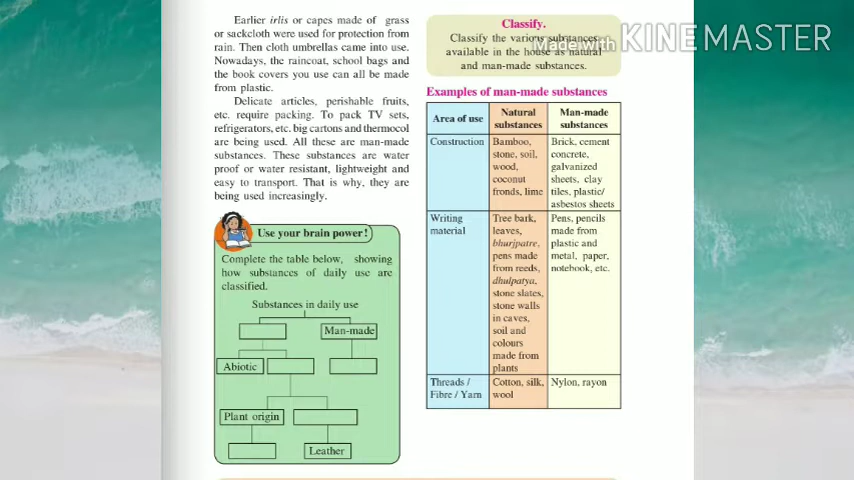 Earlier irlis or capes made of grass
or sackcloth were used for protection from
rain. Then cloth umbrellas came into use.
Nowadays, the raincoat, school bags and
the book covers you use can all be made
from plastic.
Delicate articles, perishable fruits,
etc. require packing. To pack TV sets,
refrigerators, etc. big cartons and thermocol
are being used. All these are man-made
substances. These substances are water
proof or water resistant, lightweight and
easy to transport. That is why, they are
being used increasingly.
Use your brain power!
Complete the table below, showing
how substances of daily use are
classified.
Substances in daily use
Man-made
Abiotic
Plant origin
Leather
Classify.
Classify the various substances,
available in the house as natural
and man-made substances.
Made with KINEMASTER
Examples of man-made substances
Area of use
Natural
substances
Man-made
substances
Construction
Bamboo,
stone, soil,
wood,
coconut
fronds, lime
Brick, cement
concrete,
galvanized
sheets, clay
tiles, plastic/
asbestos sheets
Writing
material
Tree bark,
leaves,
bhurjpatre,
pens made
from reeds,
dhulpatya,
stone slates,
stone walls
in caves,
soil and
colours
made from
plants
Pens, pencils
made from
plastic and
metal, paper,
notebook, etc.
Threads /
Fibre / Yarn
Cotton, silk,
wool
Nylon, rayon